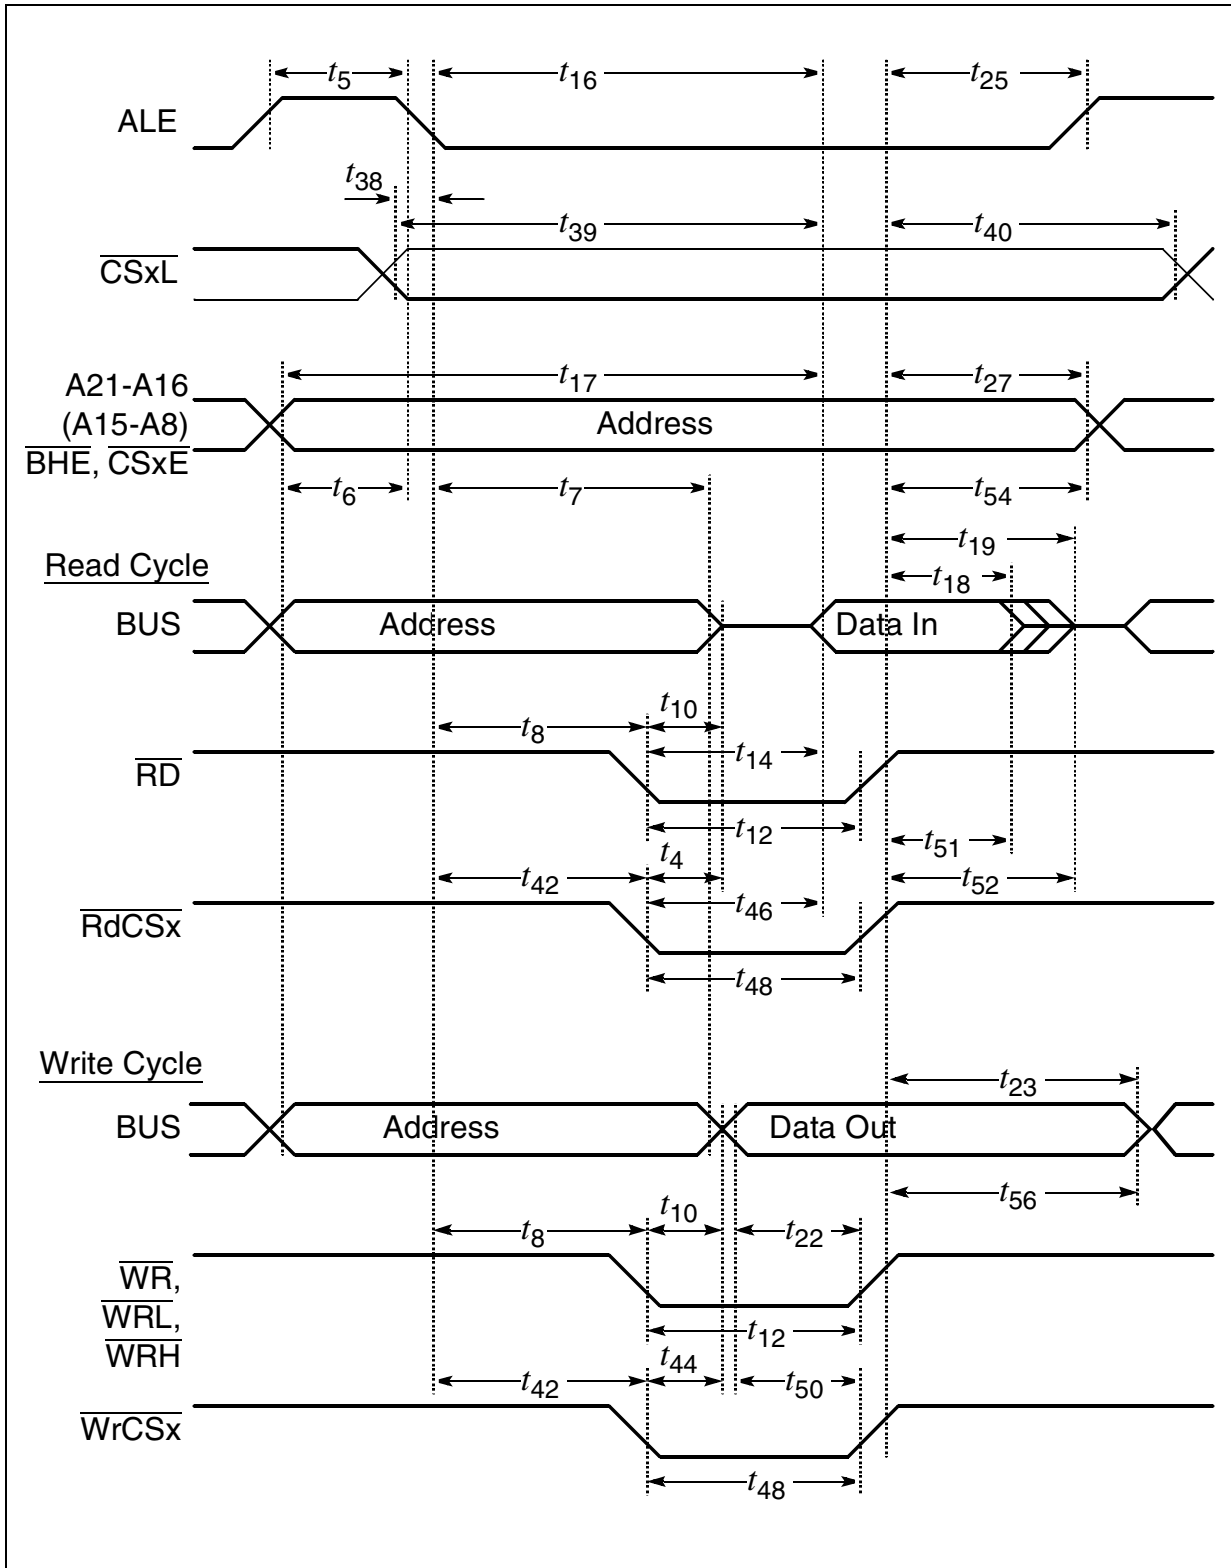 t5 t16 t25
ALE
t38
t39 t40
CSxL
t17 t27
A21-A16
(A15-A8)
BHE, CSxE
Address
t6 t7 t54
t19
Read Cycle
t18
BUS Address Data In
t10
t8
t14
RD
t12
t51
t4
t42 t52
t46
RdCSx
t48
Write Cycle
t23
BUS Address Data Out
t56
t10
t8 t22
WR,
WRL,
WRH
t12
t44
t42 t50
WrCSx
t48